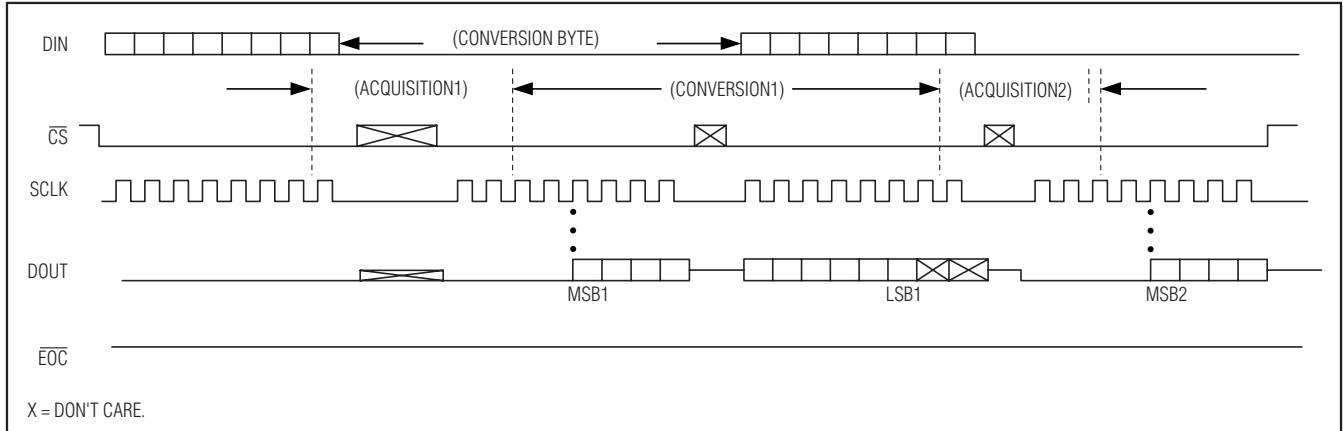 DIN
(CONVERSION BYTE)
(ACQUISITION1)
(CONVERSION1)
(ACQUISITION2)
CS
SCLK
DOUT
MSB1
LSB1
MSB2
EOC
X = DON'T CARE.